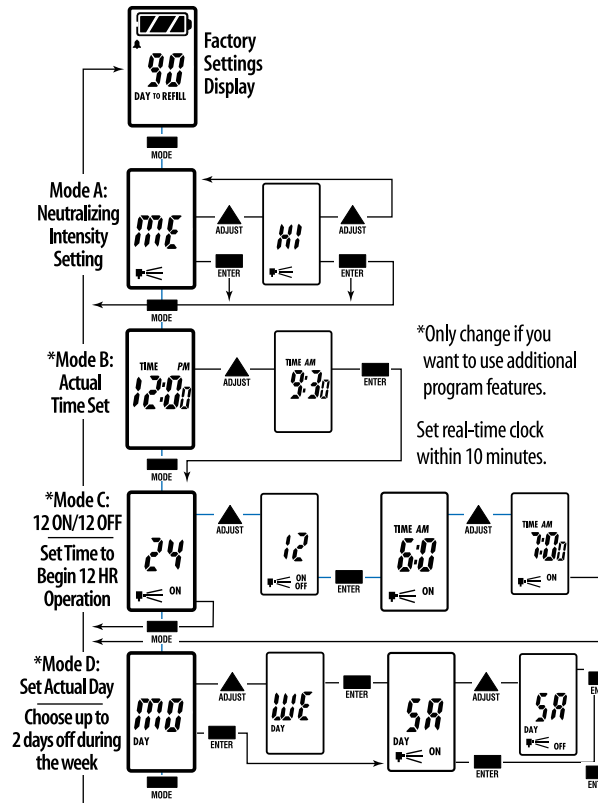 Factory
Settings
Display
90
DAY TO REFILL
MODE
Mode A:
Neutralizing
Intensity
Setting
ME
ADJUST
HI
ADJUST
ENTER
ENTER
MODE
*Mode B:
Actual
Time Set
TIME PM
12:00
ADJUST
TIME AM
9:30
ENTER
*Only change if you
want to use additional
program features.
Set real-time clock
within 10 minutes.
MODE
*Mode C:
12 ON/12 OFF
Set Time to
Begin 12 HR
Operation
24
ON
ADJUST
12
ON
OFF
ENTER
TIME AM
6:0
ON
ADJUST
TIME AM
7:00
ON
MODE
*Mode D:
Set Actual Day
Choose up to
2 days off during
the week
MO
DAY
ADJUST
ENTER
WE
DAY
ENTER
SA
DAY
ON
ADJUST
ENTER
SA
DAY
OFF
EN
ENT
MODE